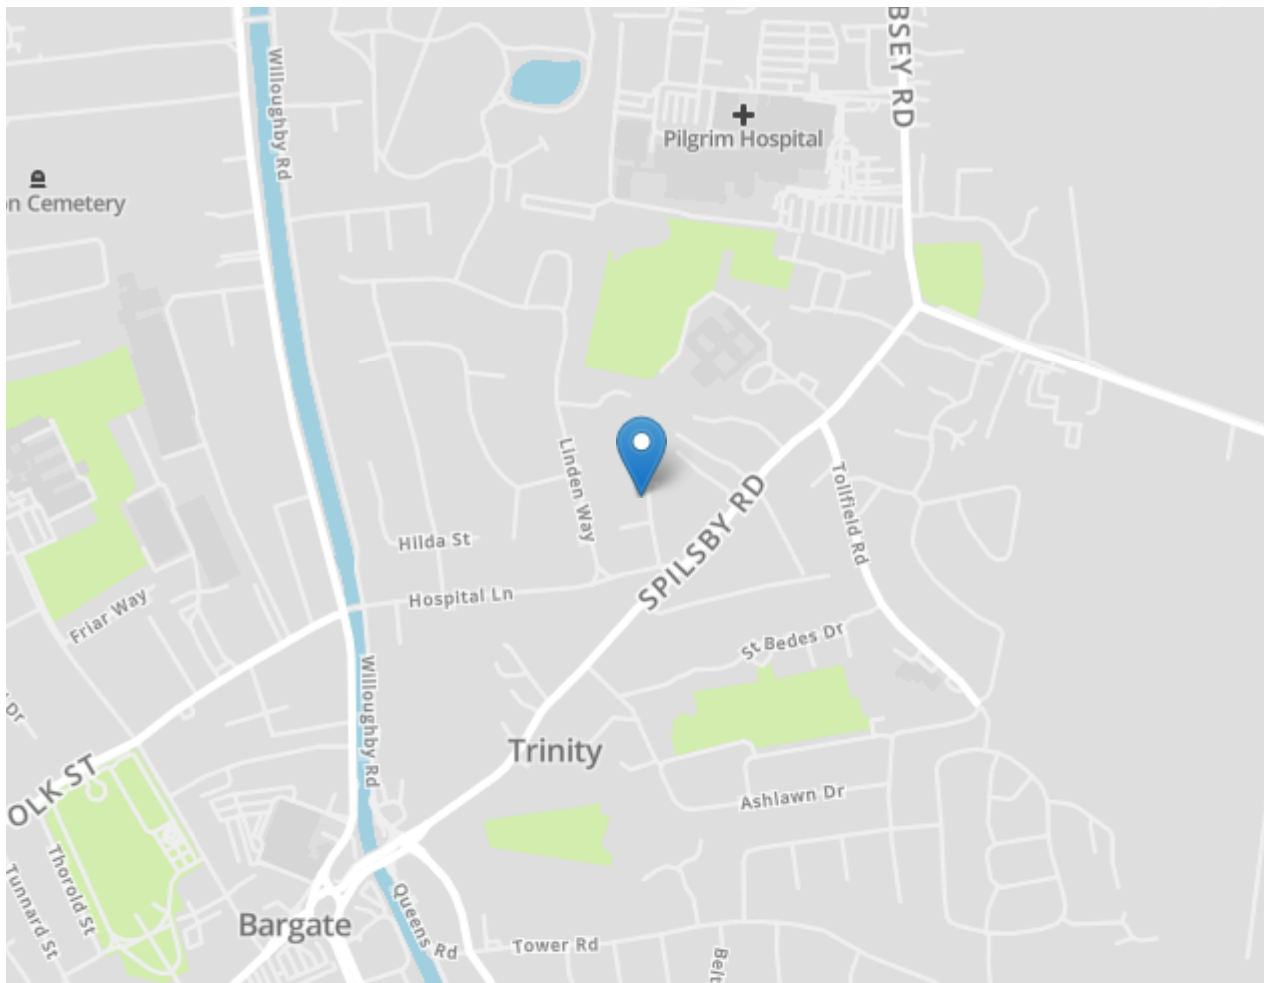 BSEY RD
Willoughby Rd
Pilgrim Hospital
n Cemetery
Linden Way
SPILSBY RD
Tollfield Rd
Hilda St
Hospital Ln
Friar Way
St Bedes Dr
Willoughby Rd
Dr
Trinity
OLK ST
Ashlawn Dr
Thorold St
Tunnard St
Bargate
Queens Rd
Tower Rd
Belt